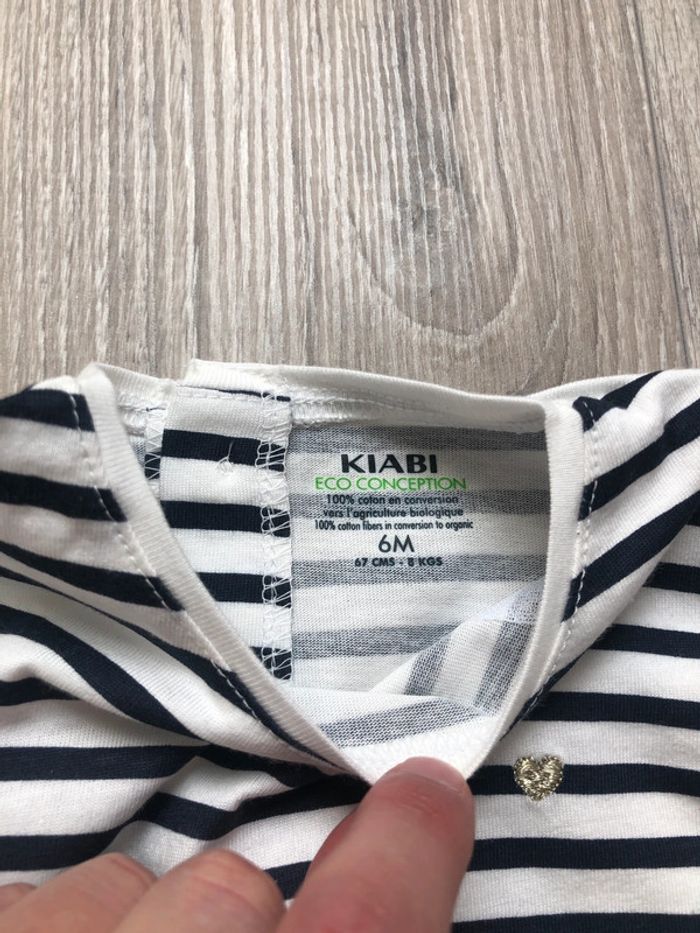 KIABI
ECO CONCEPTION
100% coton en conversion
vers l'agriculture biologique
100% cotton fibers in conversion to organic
6M
67 CMS - 8 KGS